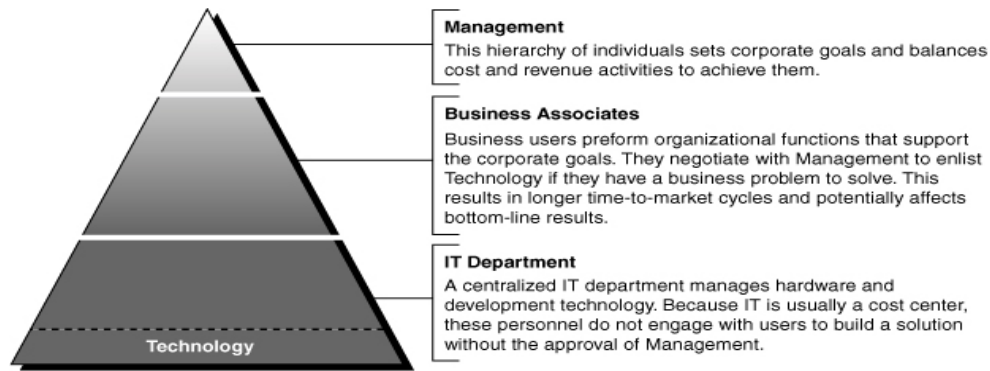 Management
This hierarchy of individuals sets corporate goals and balances
cost and revenue activities to achieve them.
Business Associates
Business users preform organizational functions that support
the corporate goals. They negotiate with Management to enlist
Technology if they have a business problem to solve. This
results in longer time-to-market cycles and potentially affects
bottom-line results.
IT Department
A centralized IT department manages hardware and
development technology. Because IT is usually a cost center,
these personnel do not engage with users to build a solution
without the approval of Management.
Technology